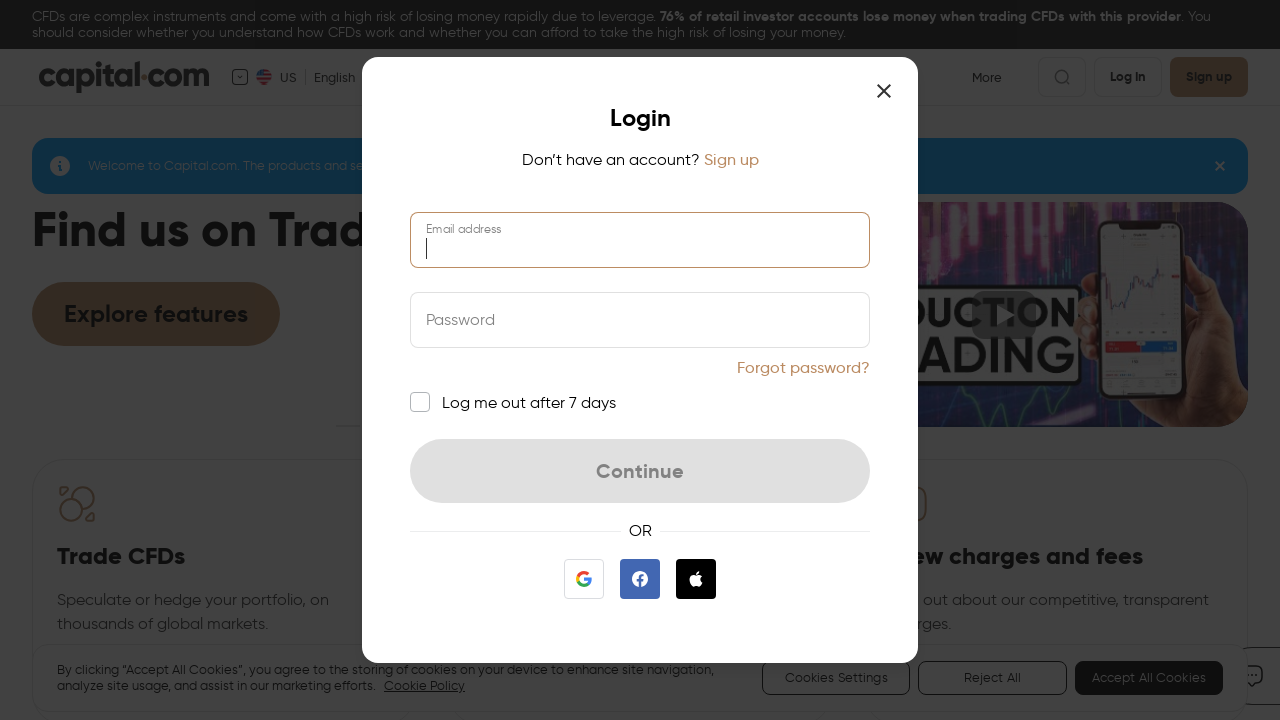 CFDs are complex instruments and come with a high risk of losing money rapidly due to leverage. 76% of retail investor accounts lose money when trading CFDs with this provider. You
should consider whether you understand how CFDs work and whether you can afford to take the high risk of losing your money.
capital.com US English More Log In Sign up
Welcome to Capital.com. The products and se
Find us on Trad
Explore features
Login
Don’t have an account? Sign up
Email address
Password
Forgot password?
Log me out after 7 days
Continue
OR
DUCTION
ADING
Trade CFDs
Speculate or hedge your portfolio, on
thousands of global markets.
ew charges and fees
out about our competitive, transparent
rges.
By clicking “Accept All Cookies”, you agree to the storing of cookies on your device to enhance site navigation,
analyze site usage, and assist in our marketing efforts. Cookie Policy
Cookies Settings Reject All Accept All Cookies